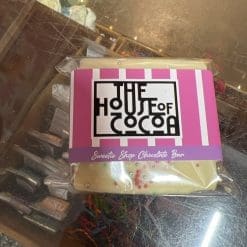 THE
HOUSE OF
COCOA
Sweetie Shop Chocolate Bar